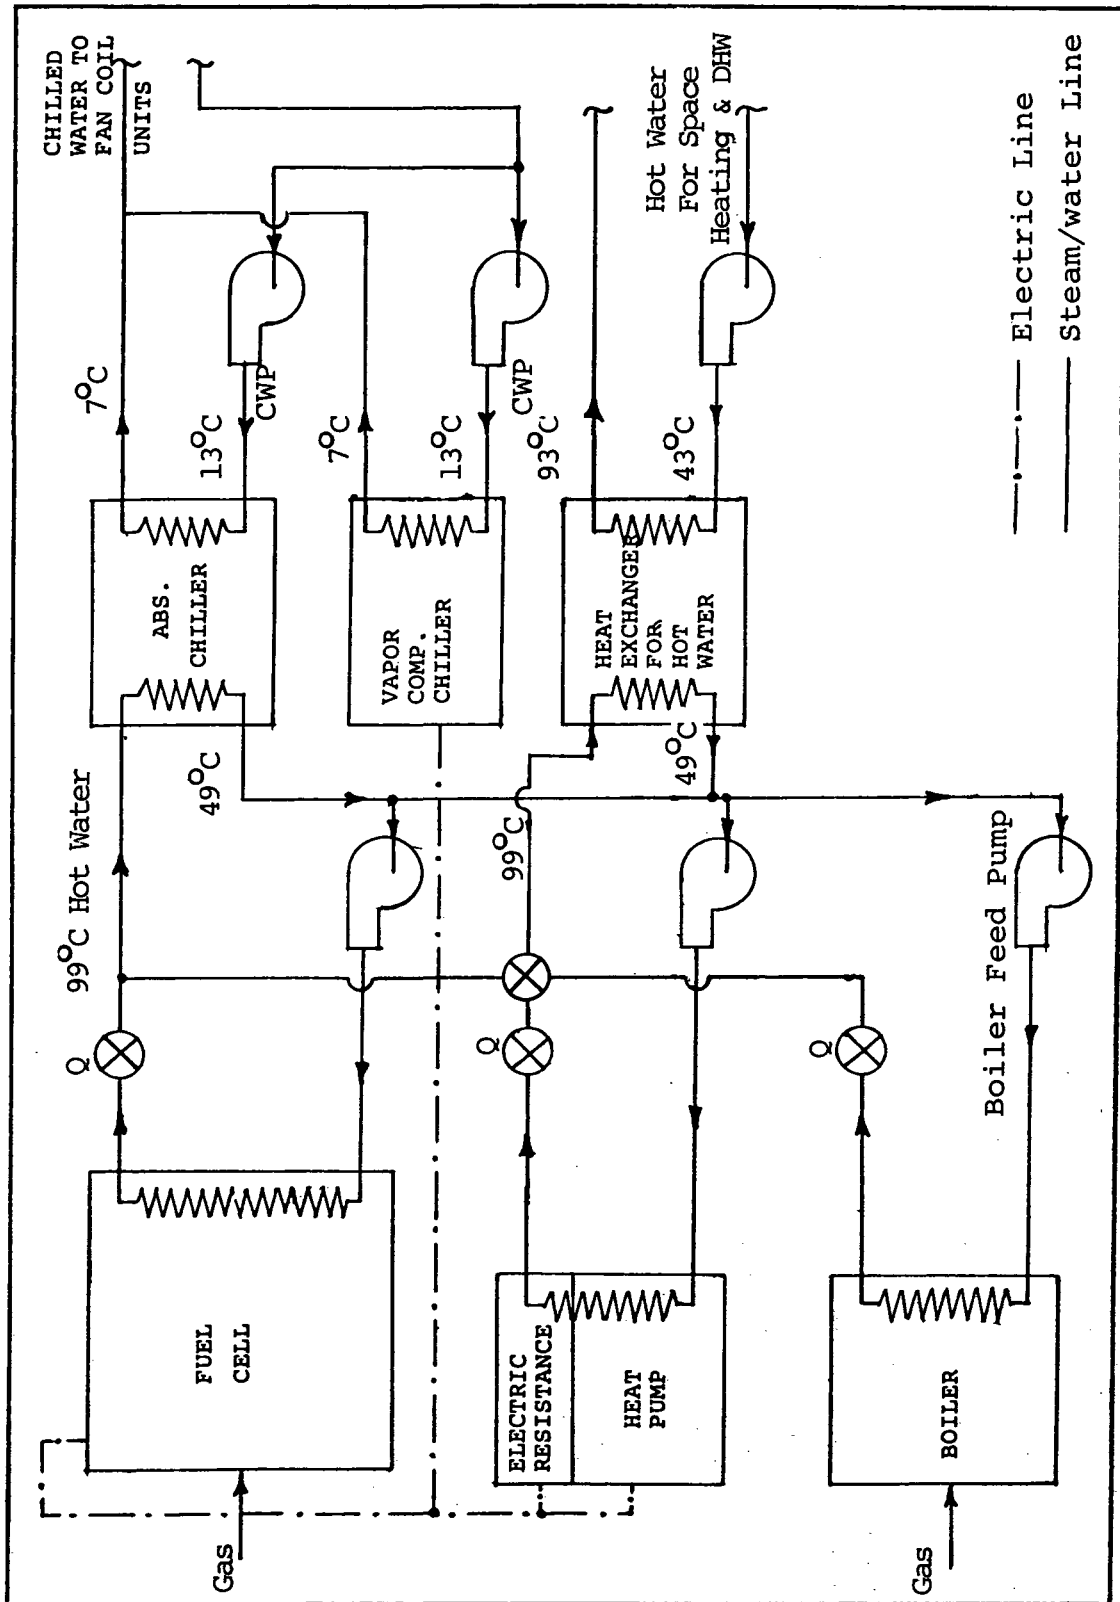 CHILLED
WATER TO
FAN COIL
UNITS
7°C
13°C
CWP
7°C
13°C
CWP
93°C
43°C
Hot Water
For Space
Heating & DHW
Electric Line
Steam/water Line
ABS.
CHILLER
VAPOR
COMP.
CHILLER
HEAT
EXCHANGER
FOR
HOT
WATER
99°C Hot Water
49°C
99°C
49°C
Q
Q
Q
Boiler Feed Pump
FUEL
CELL
ELECTRIC
RESISTANCE
HEAT
PUMP
BOILER
Gas
Gas